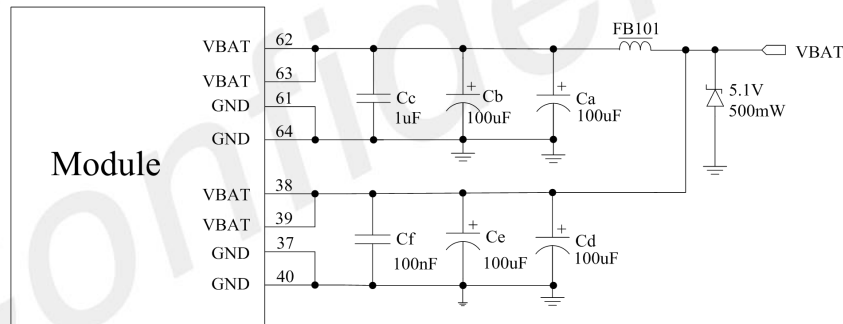 FB101
VBAT 62
VBAT
VBAT 63
GND 61
GND 64
Cc
1uF
+
Cb
100uF
+
Ca
100uF
5.1V
500mW
Module
VBAT 38
VBAT 39
GND 37
GND 40
Cf
100nF
+
Ce
100uF
+
Cd
100uF